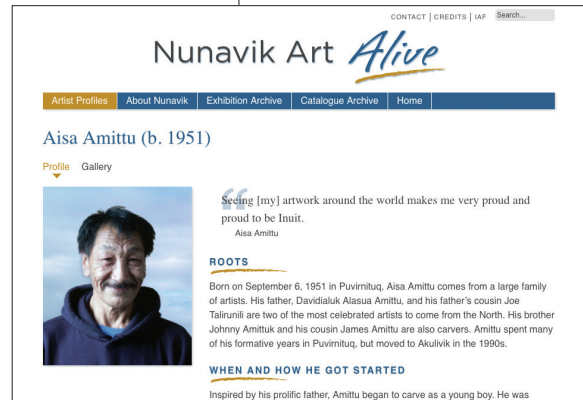 CONTACT | CREDITS | IAF Search...
Nunavik Art Alive
Artist Profiles About Nunavik Exhibition Archive Catalogue Archive Home
Aisa Amittu (b. 1951)
Profile Gallery
“
Seeing [my] artwork around the world makes me very proud and
proud to be Inuit.
Aisa Amittu
ROOTS
Born on September 6, 1951 in Puvirnituq, Aisa Amittu comes from a large family
of artists. His father, Davidialuk Alasua Amittu, and his father's cousin Joe
Talirunili are two of the most celebrated artists to come from the North. His brother
Johnny Amittuk and his cousin James Amittu are also carvers. Amittu spent many
of his formative years in Puvirnituq, but moved to Akulivik in the 1990s.
WHEN AND HOW HE GOT STARTED
Inspired by his prolific father, Amittu began to carve as a young boy. He was